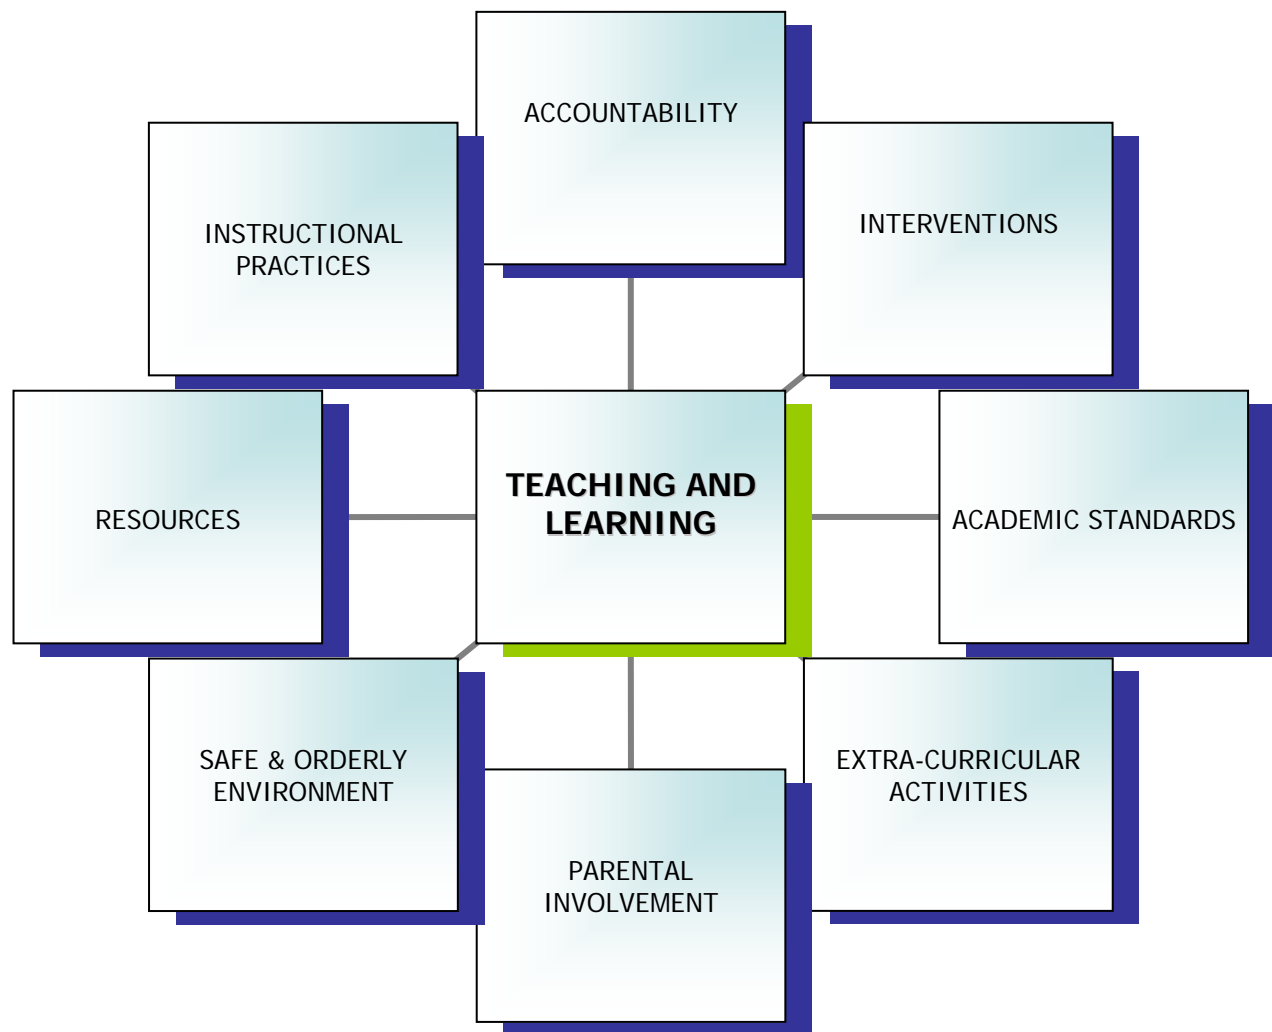 ACCOUNTABILITY
INSTRUCTIONAL
PRACTICES
INTERVENTIONS
RESOURCES
TEACHING AND
LEARNING
ACADEMIC STANDARDS
SAFE & ORDERLY
ENVIRONMENT
EXTRA-CURRICULAR
ACTIVITIES
PARENTAL
INVOLVEMENT